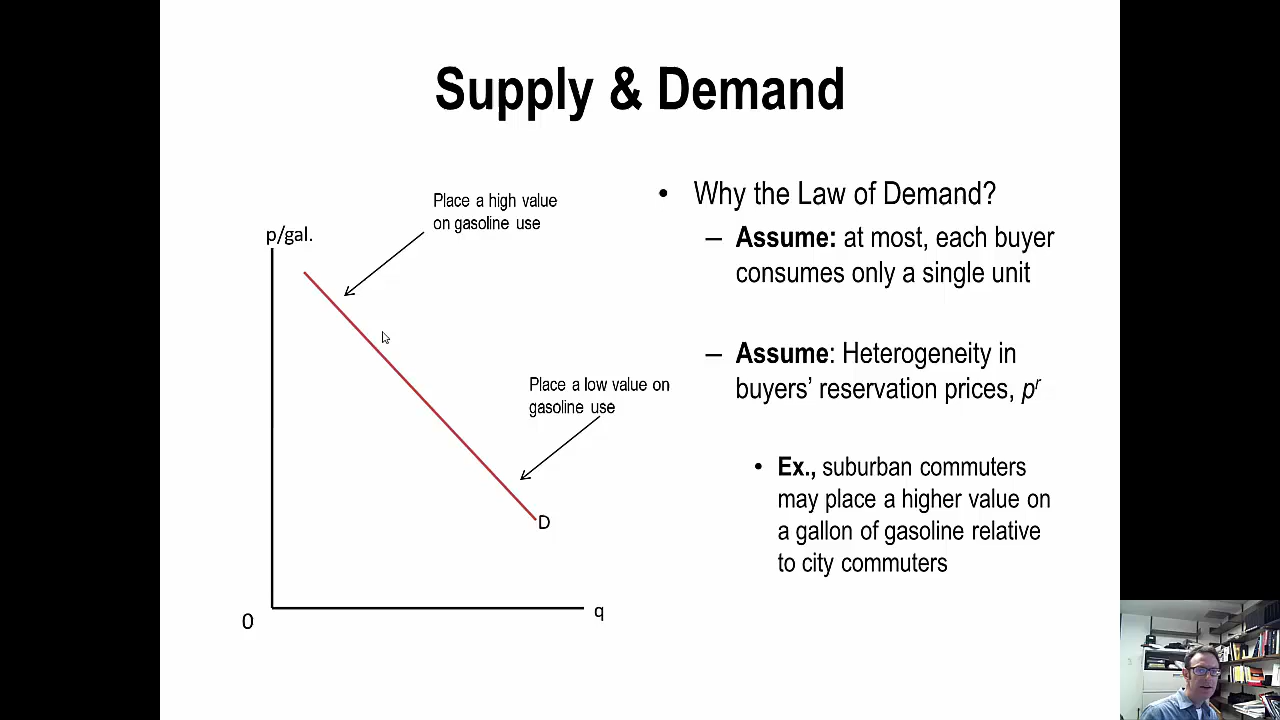 Supply & Demand
Place a high value
on gasoline use
p/gal.
Place a low value on
gasoline use
D
0
q
• Why the Law of Demand?
– Assume: at most, each buyer
consumes only a single unit
– Assume: Heterogeneity in
buyers’ reservation prices, pʳ
• Ex., suburban commuters
may place a higher value on
a gallon of gasoline relative
to city commuters